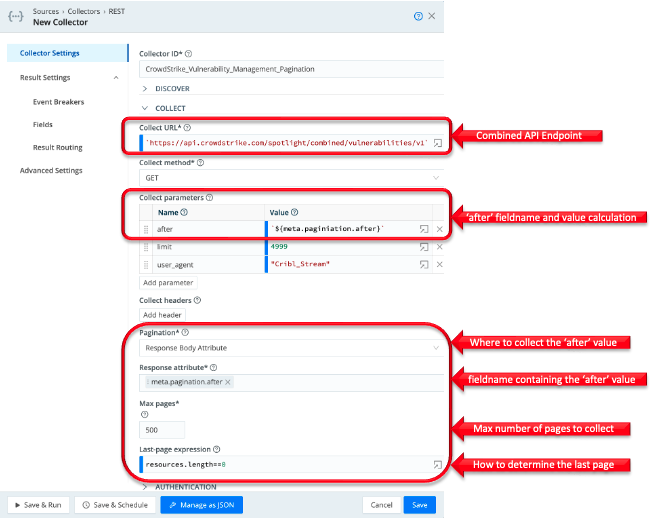 Sources > Collectors > REST
New Collector
Collector Settings
Result Settings
Event Breakers
Fields
Result Routing
Advanced Settings
Collector ID*
CrowdStrike_Vulnerability_Management_Pagination
DISCOVER
COLLECT
Collect URL*
`https://api.crowdstrike.com/spotlight/combined/vulnerabilities/v1`
Combined API Endpoint
Collect method*
GET
Collect parameters
Name Value
after `${meta.paginiation.after}`
'after' fieldname and value calculation
limit 4999
user_agent "Cribl_Stream"
Add parameter
Collect headers
Add header
Pagination*
Response Body Attribute
Where to collect the 'after' value
Response attribute*
meta.pagination.after
fieldname containing the 'after' value
Max pages*
500
Max number of pages to collect
Last-page expression
resources.length==0
How to determine the last page
AUTHENTICATION
Save & Run
Save & Schedule
Manage as JSON
Cancel
Save